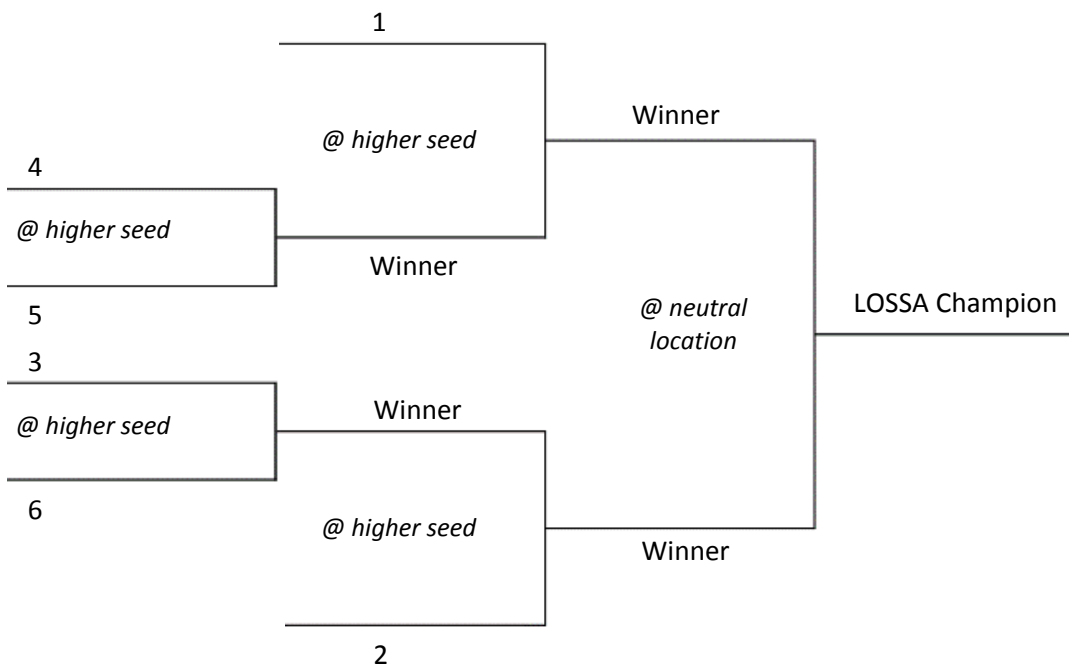 1
Winner
@ higher seed
4
@ higher seed
Winner
5
@ neutral
location
LOSSA Champion
3
Winner
@ higher seed
6
@ higher seed
Winner
2